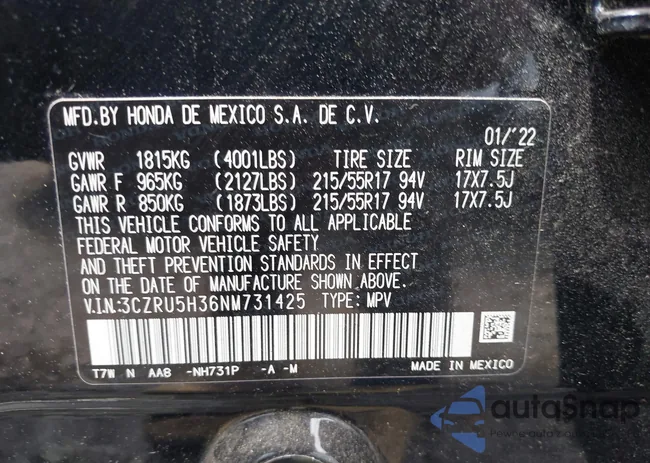 MFD.BY HONDA DE MEXICO S.A. DE C.V.
01/'22
GVWR 1815KG (4001LBS) TIRE SIZE RIM SIZE
GAWR F 965KG (2127LBS) 215/55R17 94V 17X7.5J
GAWR R 850KG (1873LBS) 215/55R17 94V 17X7.5J
THIS VEHICLE CONFORMS TO ALL APPLICABLE
FEDERAL MOTOR VEHICLE SAFETY
AND THEFT PREVENTION STANDARDS IN EFFECT
ON THE DATE OF MANUFACTURE SHOWN ABOVE.
V.I.N:3CZRU5H36NM731425 TYPE: MPV
T7W N AA8 -NH731P -A -M
MADE IN MEXICO
autosnap